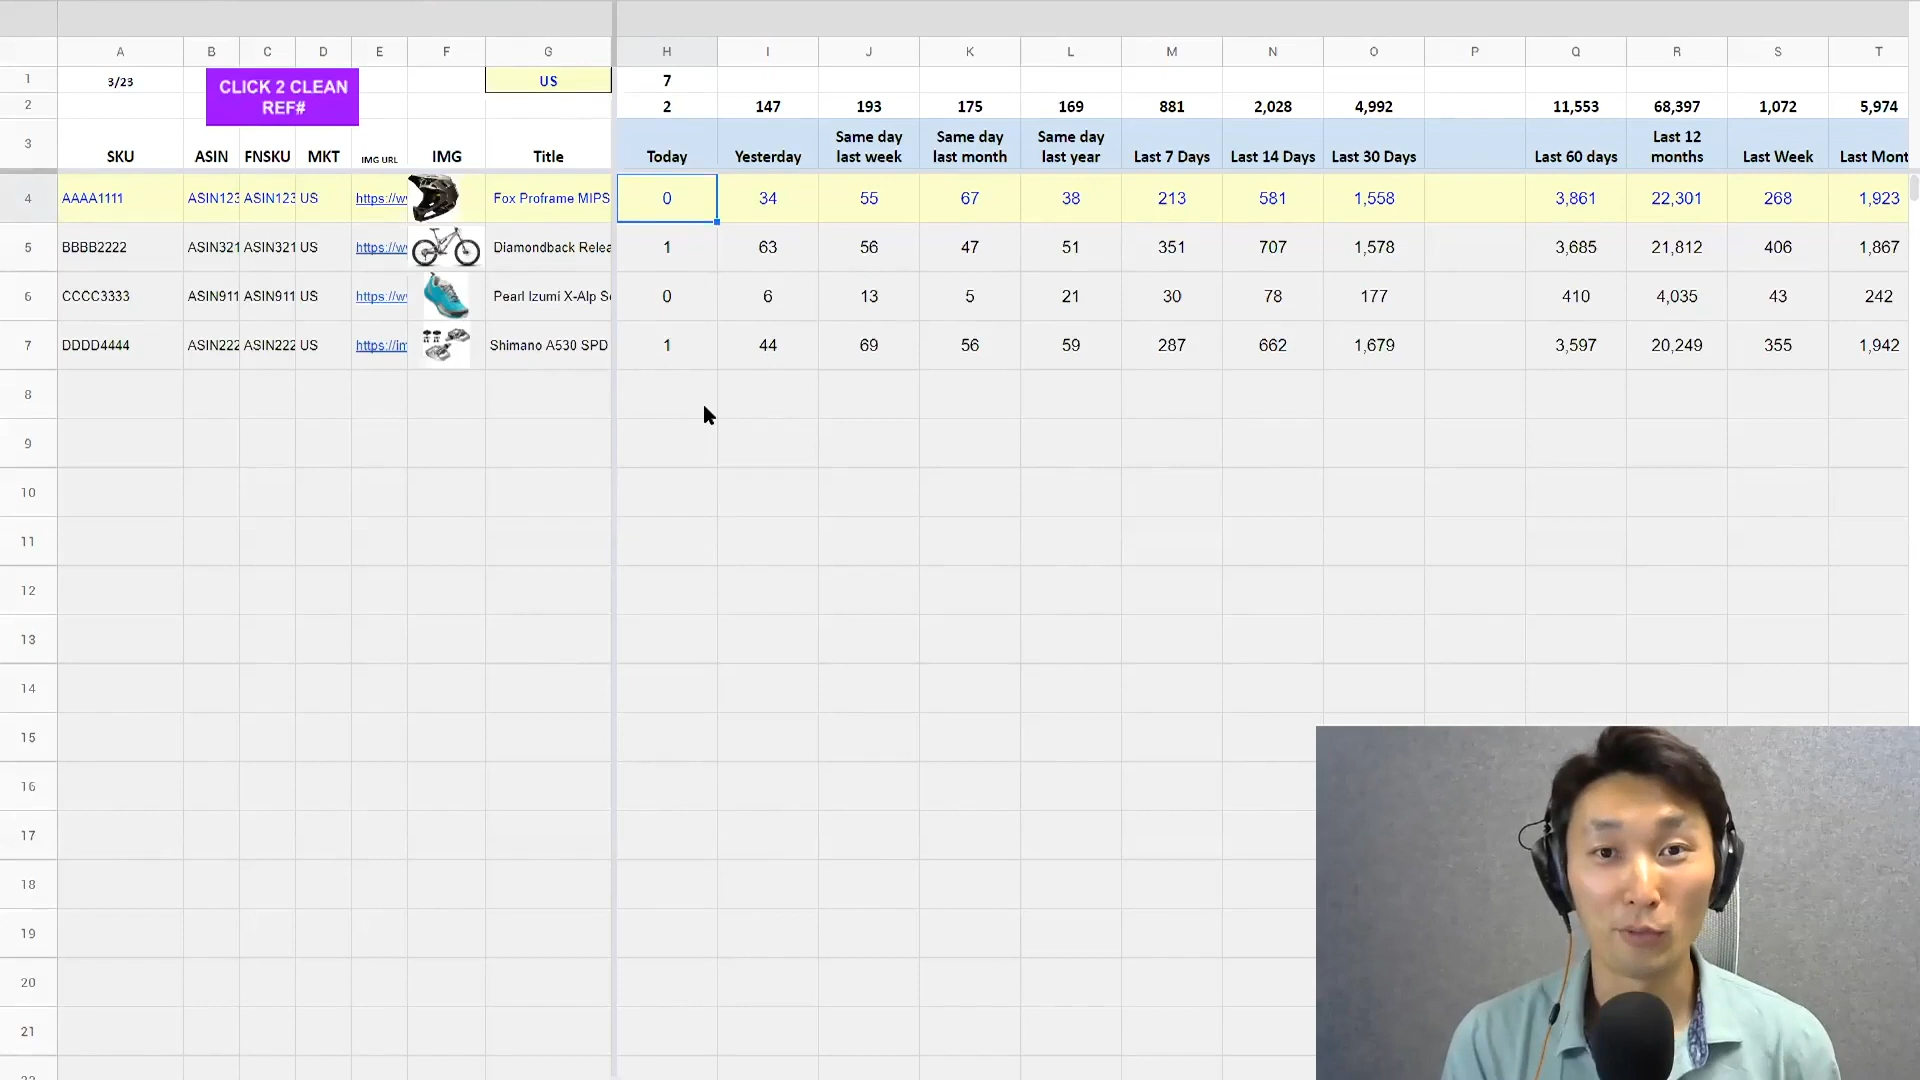 A B C D E F G H I J K L M N O P Q R S T
1 3/23 US 7
CLICK 2 CLEAN
REF#
2 2 147 193 175 169 881 2,028 4,992 11,553 68,397 1,072 5,974
3 SKU ASIN FNSKU MKT IMG URL IMG Title Today Yesterday Same day last week Same day last month Same day last year Last 7 Days Last 14 Days Last 30 Days Last 60 days Last 12 months Last Week Last Mont
4 AAAA1111 ASIN123 ASIN123 US https://w Fox Proframe MIPS 0 34 55 67 38 213 581 1,558 3,861 22,301 268 1,923
5 BBBB2222 ASIN321 ASIN321 US https://w Diamondback Relea 1 63 56 47 51 351 707 1,578 3,685 21,812 406 1,867
6 CCCC3333 ASIN911 ASIN911 US https://w Pearl Izumi X-Alp Se 0 6 13 5 21 30 78 177 410 4,035 43 242
7 DDDD4444 ASIN222 ASIN222 US https://im Shimano A530 SPD 1 44 69 56 59 287 662 1,679 3,597 20,249 355 1,942
8
9
10
11
12
13
14
15
16
17
18
19
20
21